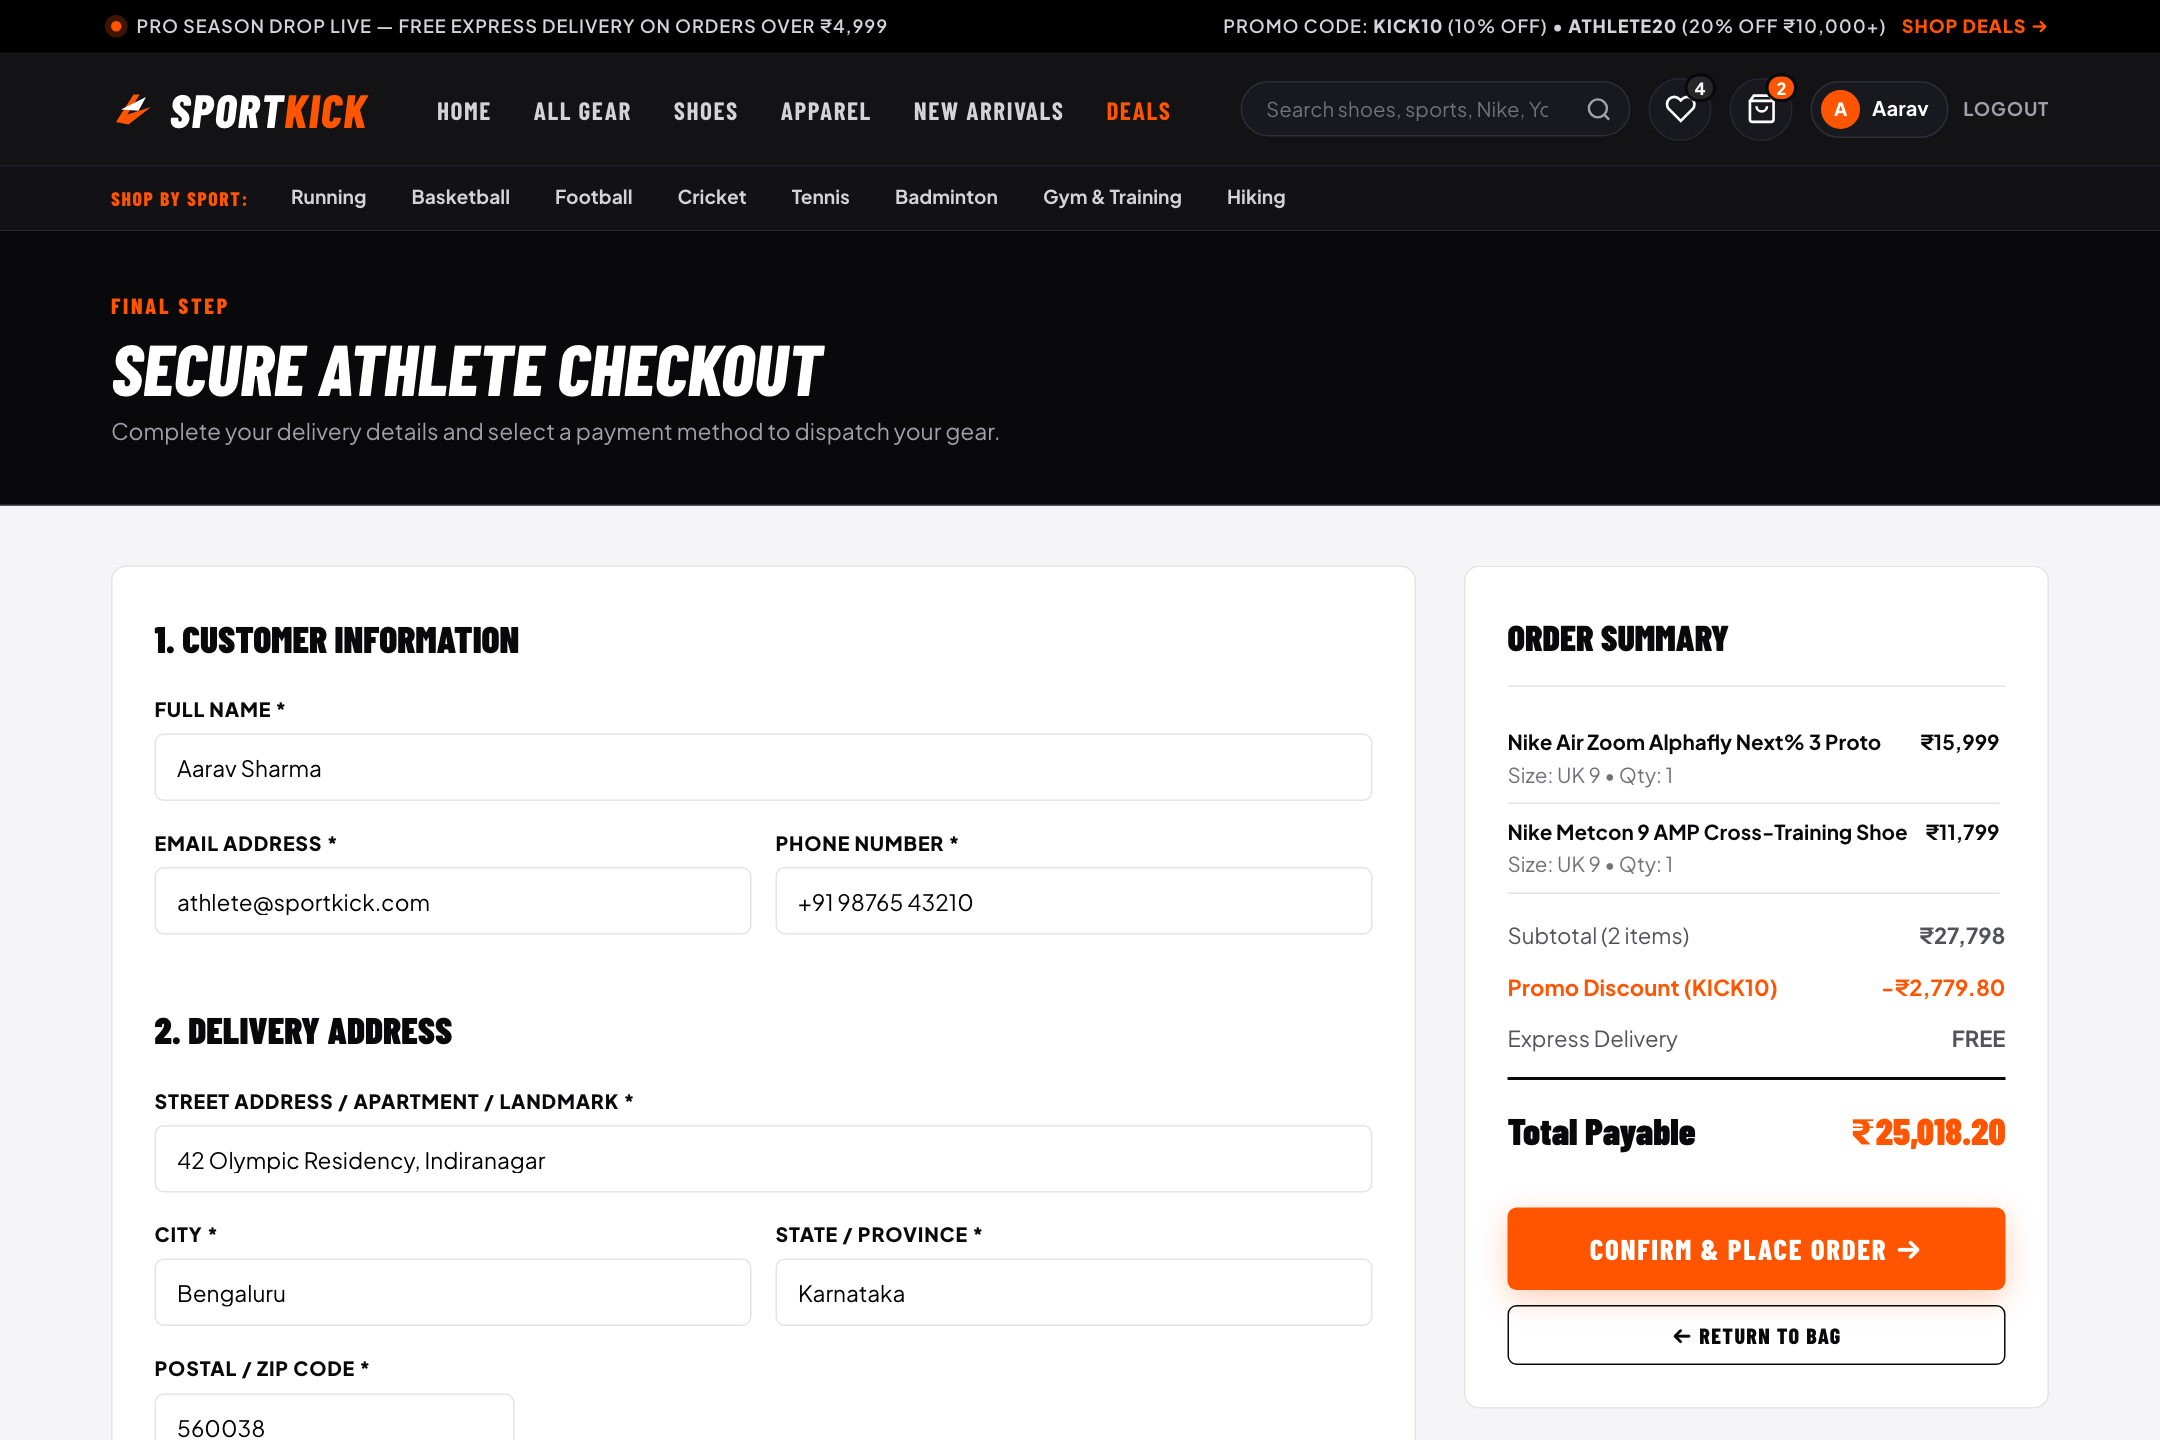 PRO SEASON DROP LIVE — FREE EXPRESS DELIVERY ON ORDERS OVER ₹4,999
PROMO CODE: KICK10 (10% OFF) • ATHLETE20 (20% OFF ₹10,000+) SHOP DEALS →
SPORTKICK
HOME
ALL GEAR
SHOES
APPAREL
NEW ARRIVALS
DEALS
Search shoes, sports, Nike, Yo
4
2
A
Aarav
LOGOUT
SHOP BY SPORT:
Running
Basketball
Football
Cricket
Tennis
Badminton
Gym & Training
Hiking
FINAL STEP
SECURE ATHLETE CHECKOUT
Complete your delivery details and select a payment method to dispatch your gear.
1. CUSTOMER INFORMATION
FULL NAME *
Aarav Sharma
EMAIL ADDRESS *
athlete@sportkick.com
PHONE NUMBER *
+91 98765 43210
2. DELIVERY ADDRESS
STREET ADDRESS / APARTMENT / LANDMARK *
42 Olympic Residency, Indiranagar
CITY *
Bengaluru
STATE / PROVINCE *
Karnataka
POSTAL / ZIP CODE *
560038
ORDER SUMMARY
Nike Air Zoom Alphafly Next% 3 Proto ₹15,999
Size: UK 9 • Qty: 1
Nike Metcon 9 AMP Cross-Training Shoe ₹11,799
Size: UK 9 • Qty: 1
Subtotal (2 items) ₹27,798
Promo Discount (KICK10) -₹2,779.80
Express Delivery FREE
Total Payable ₹25,018.20
CONFIRM & PLACE ORDER →
← RETURN TO BAG